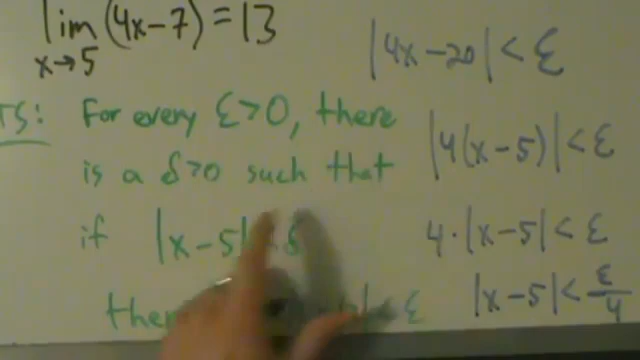 lim (4x-7) = 13
x→5
TS: For every ε>0, there
is a δ>0 such that
if |x-5| < δ
then | < ε
|4x-20| < ε
|4(x-5)| < ε
4·|x-5| < ε
|x-5| < ε/4